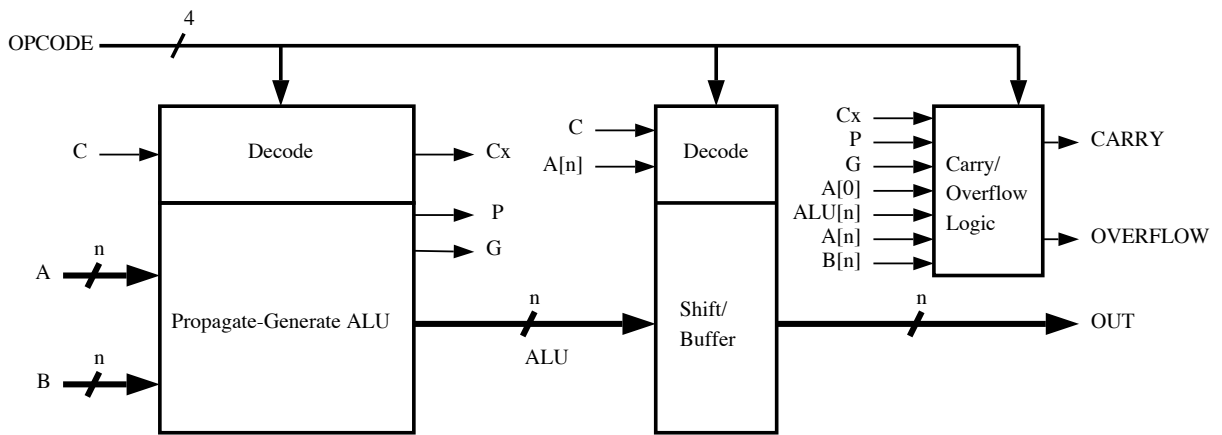 4
OPCODE
C
Decode
Cx
P
G
n
A
Propagate-Generate ALU
n
B
n
ALU
C
A[n]
Decode
Shift/
Buffer
Cx
P
G
A[0]
ALU[n]
A[n]
B[n]
Carry/
Overflow
Logic
CARRY
OVERFLOW
n
OUT